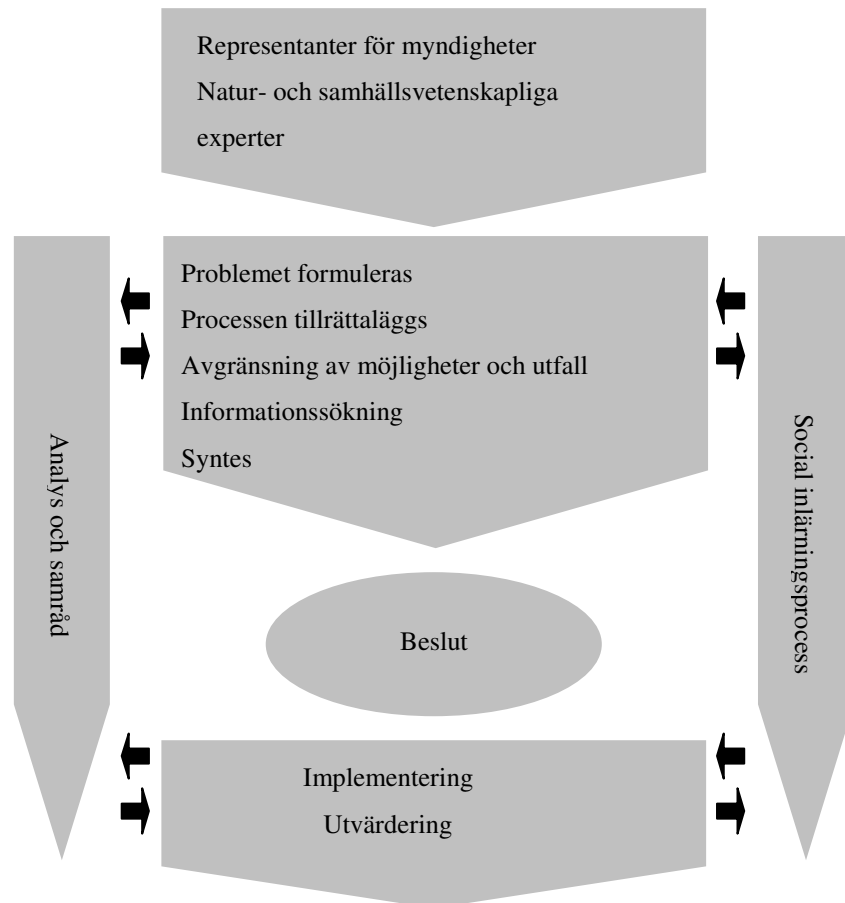 Representanter för myndigheter
Natur- och samhällsvetenskapliga
experter
Problemet formuleras
Processen tillrättaläggs
Avgränsning av möjligheter och utfall
Informationssökning
Syntes
Analys och samråd
Social inlärningsprocess
Beslut
Implementering
Utvärdering